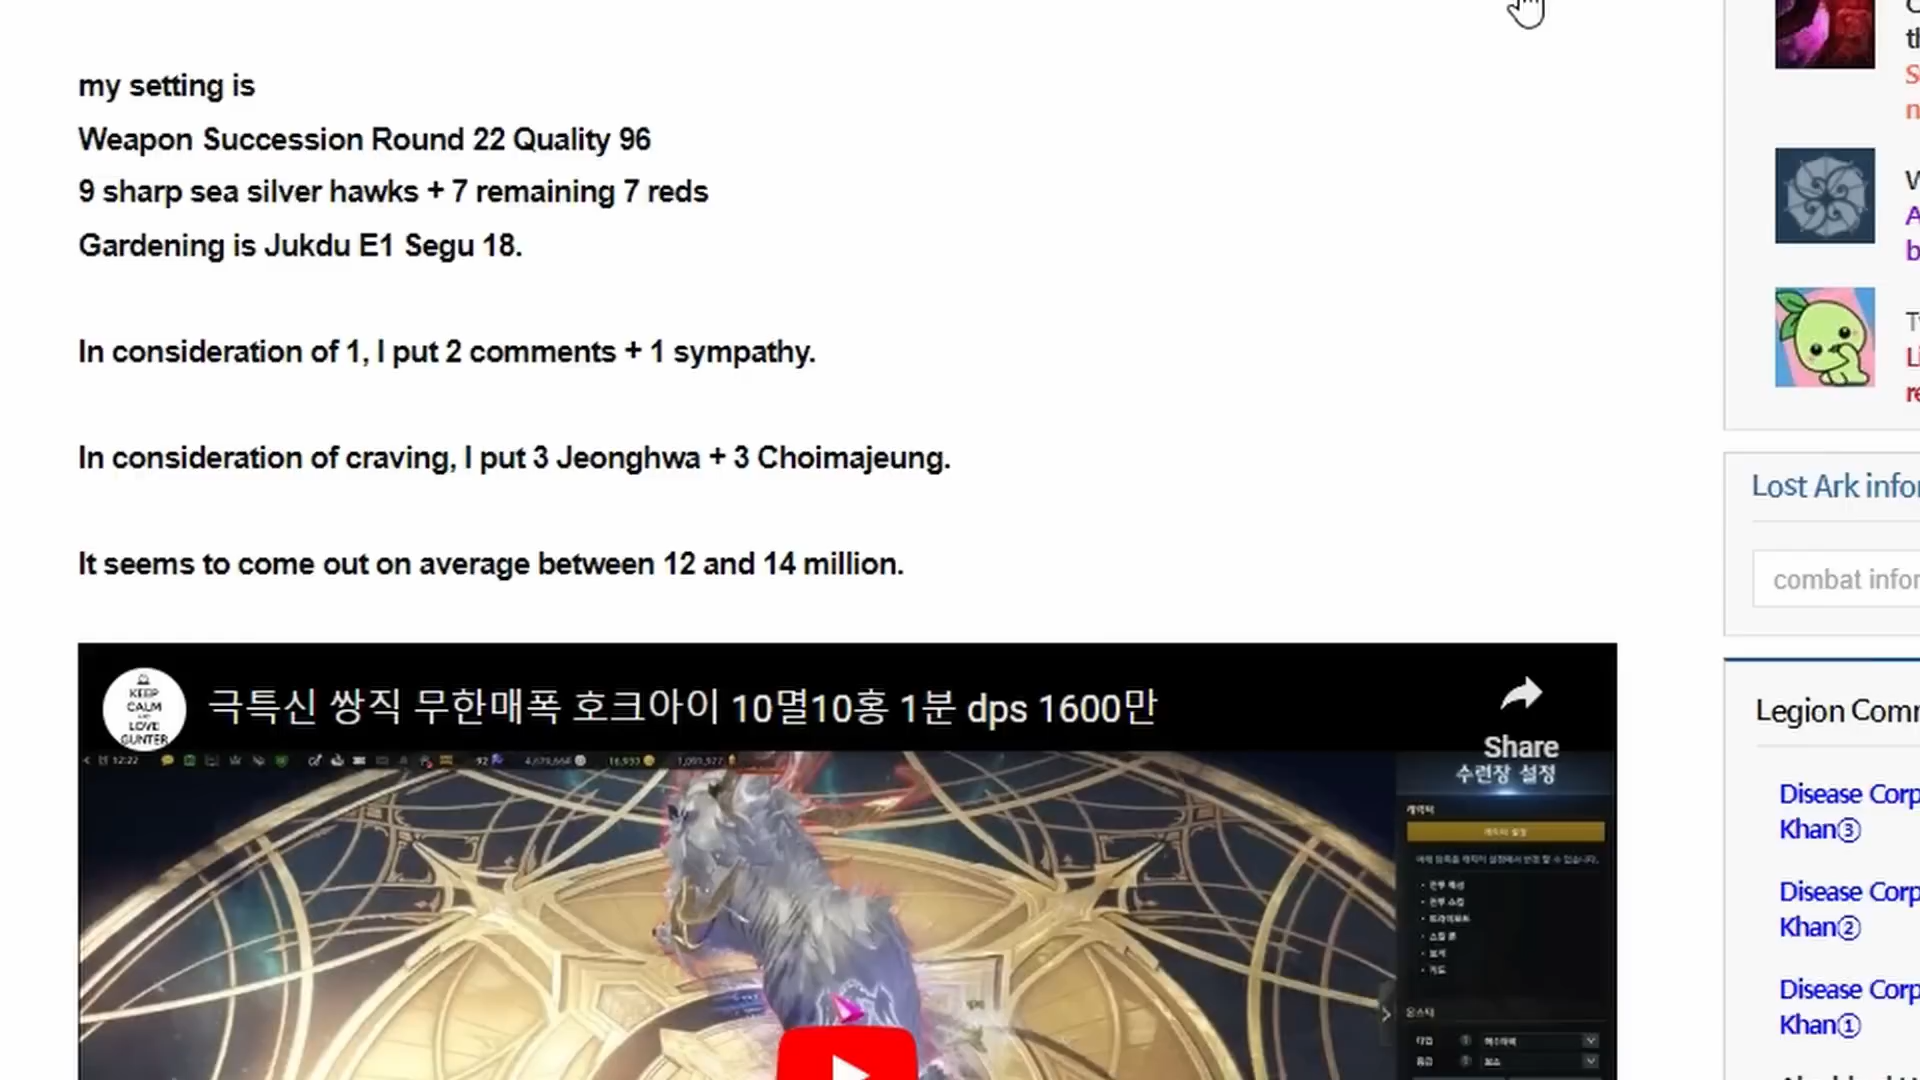 my setting is
Weapon Succession Round 22 Quality 96
9 sharp sea silver hawks + 7 remaining 7 reds
Gardening is Jukdu E1 Segu 18.
In consideration of 1, I put 2 comments + 1 sympathy.
In consideration of craving, I put 3 Jeonghwa + 3 Choimajeung.
It seems to come out on average between 12 and 14 million.
KEEP
CALM
LOVE
GUNTER
극특신 쌍직 무한매폭 호크아이 10멸10홍 1분 dps 1600만
Share
12:22
수련장 설정
Lost Ark infor
combat infor
Legion Comm
Disease Corp
Khan③
Disease Corp
Khan②
Disease Corp
Khan①